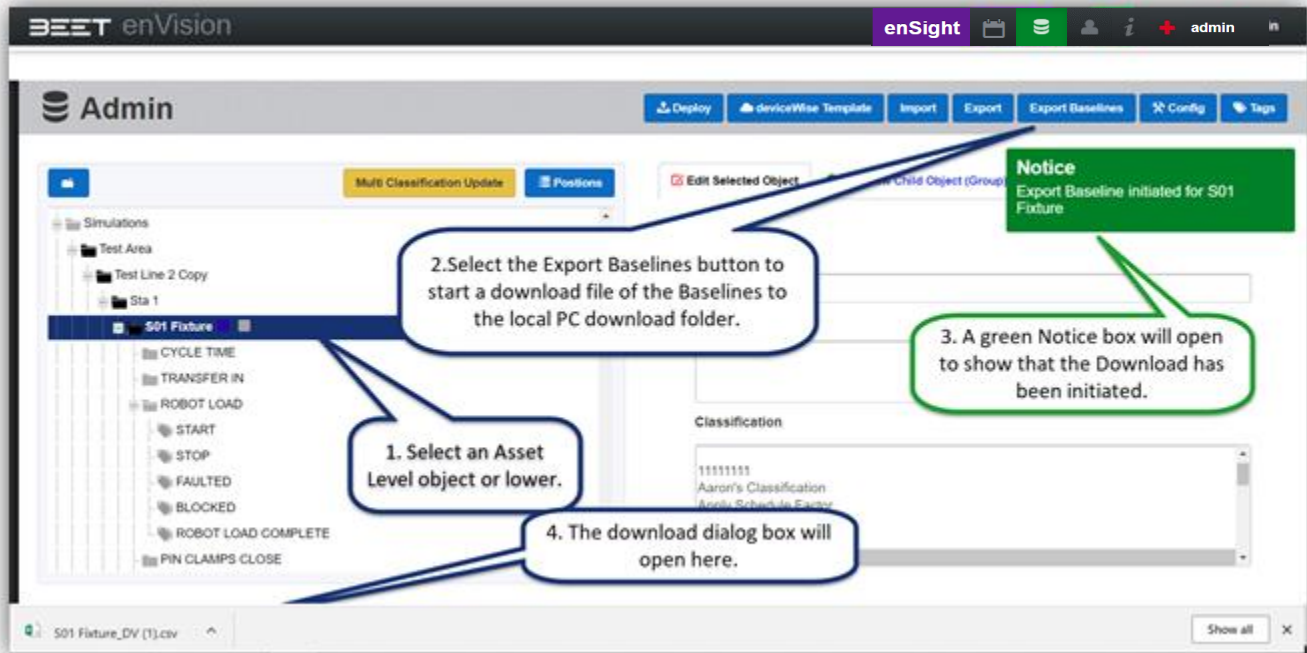 BEET enVision
enSight
i
admin
in
Admin
Deploy
deviceWise Template
Import
Export
Export Baselines
Config
Tags
Multi Classification Update
Postions
Edit Selected Object
Child Object (Group)
Notice
Export Baseline initiated for S01
Fixture
Simulations
Test Area
Test Line 2 Copy
Sta 1
S01 Fixture
CYCLE TIME
TRANSFER IN
ROBOT LOAD
START
STOP
FAULTED
BLOCKED
ROBOT LOAD COMPLETE
PIN CLAMPS CLOSE
2.Select the Export Baselines button to
start a download file of the Baselines to
the local PC download folder.
3. A green Notice box will open
to show that the Download has
been initiated.
1. Select an Asset
Level object or lower.
Classification
11111111
Aaron's Classification
Apply Schedule Factor
4. The download dialog box will
open here.
S01 Fixture_DV (1).csv
Show all